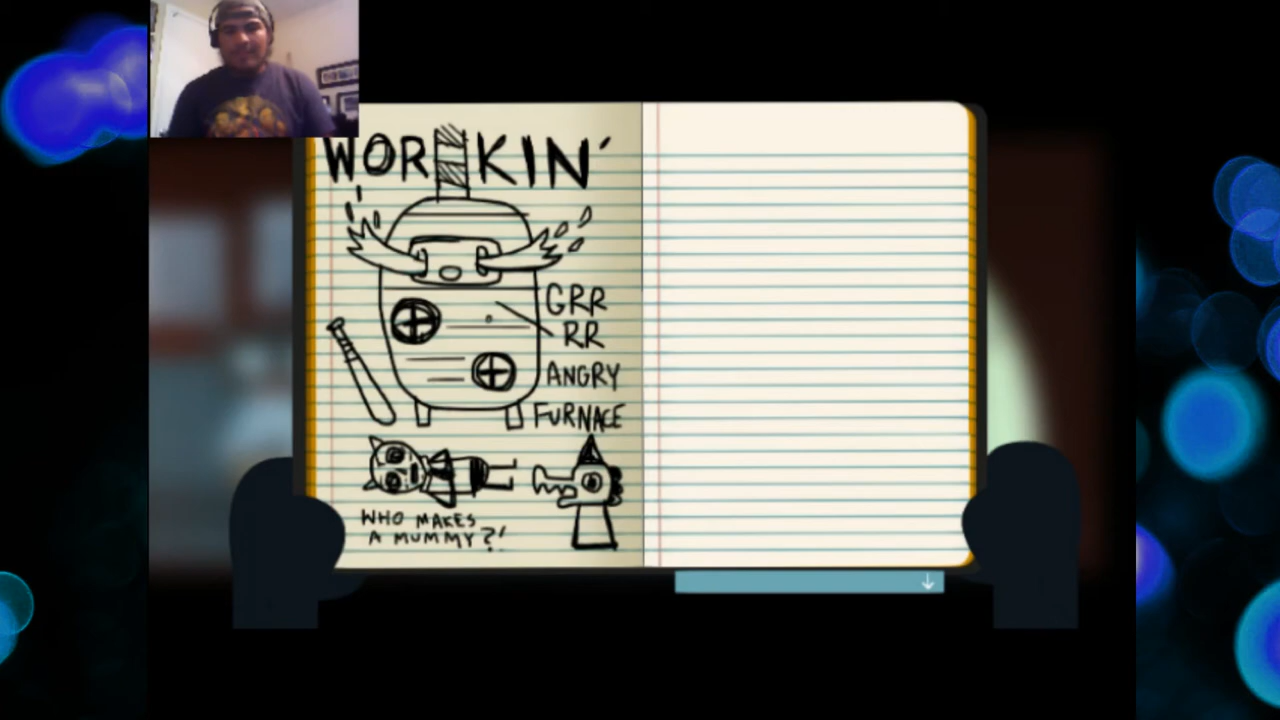 WORKIN'
GRR
RR
ANGRY
FURNACE
WHO MAKES
A MUMMY?!